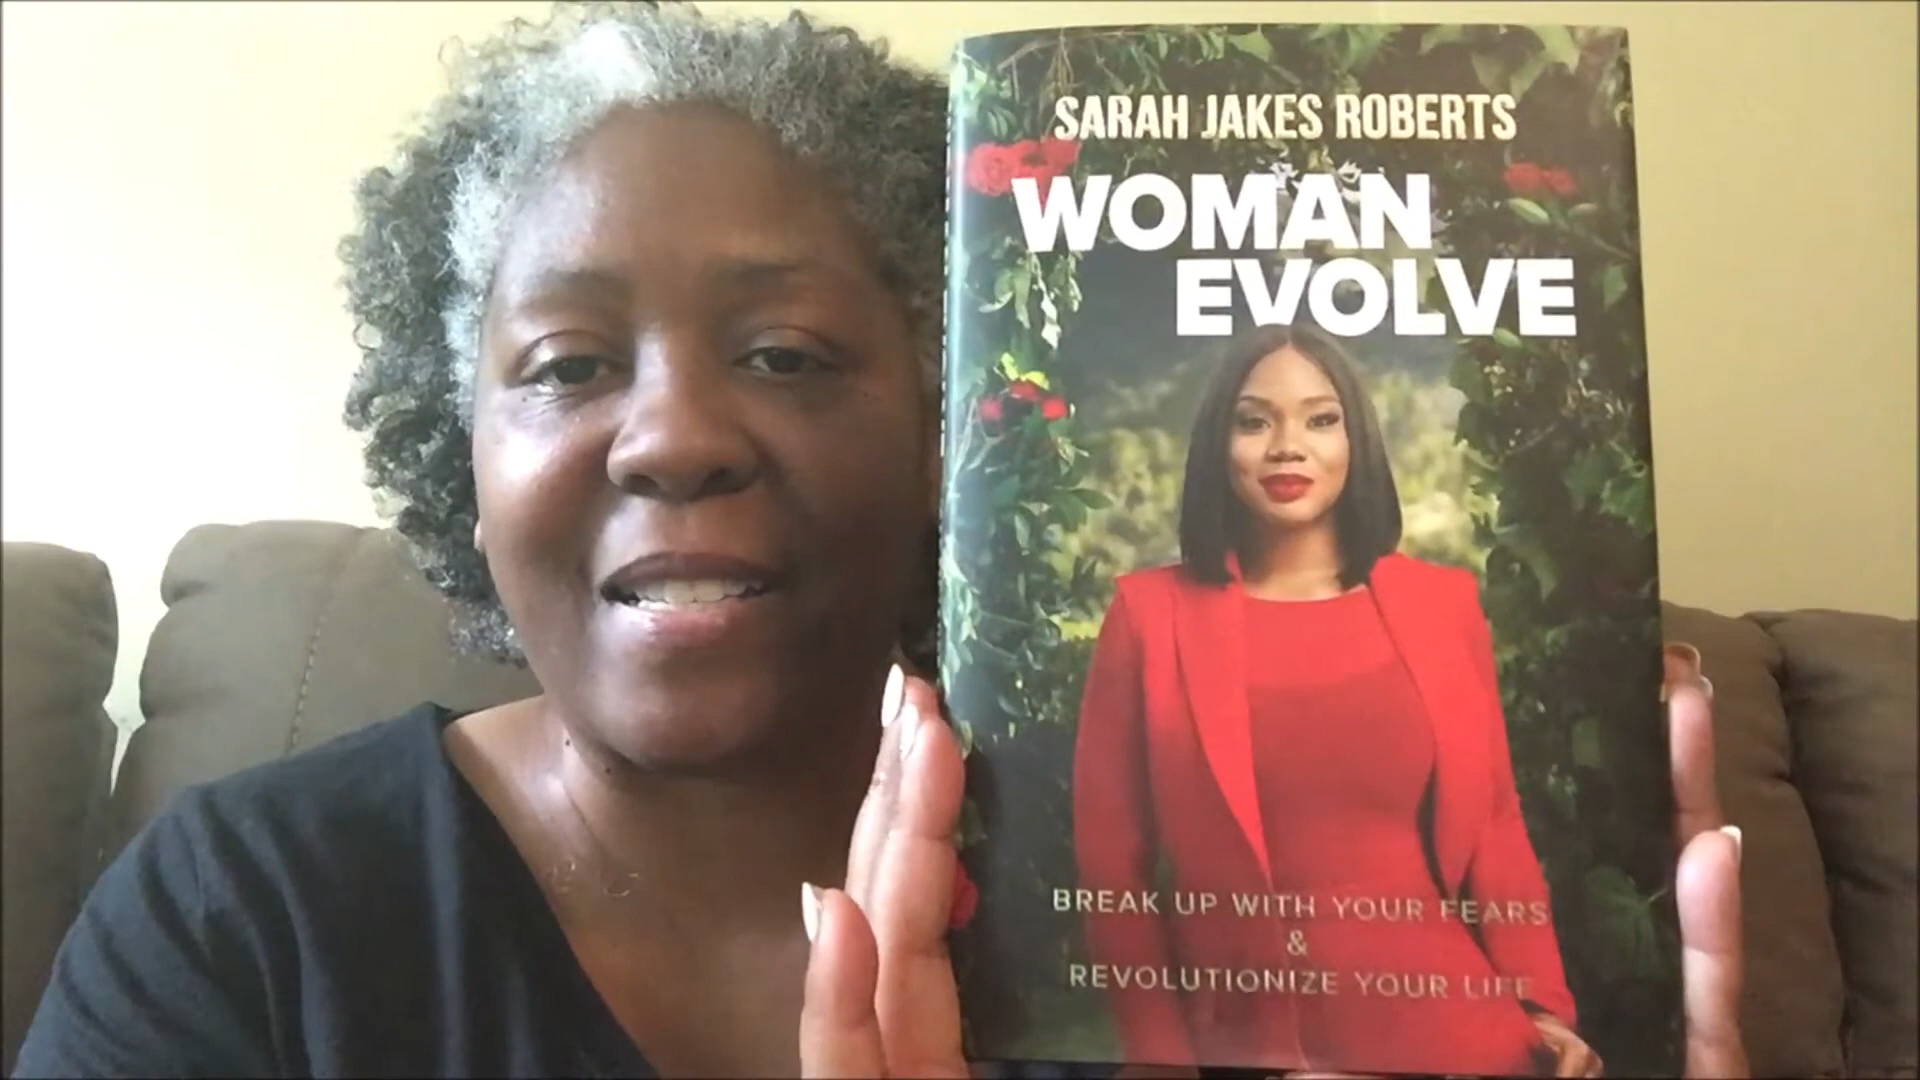 SARAH JAKES ROBERTS
WOMAN
EVOLVE
BREAK UP WITH YOUR FEARS
&
REVOLUTIONIZE YOUR LIFE